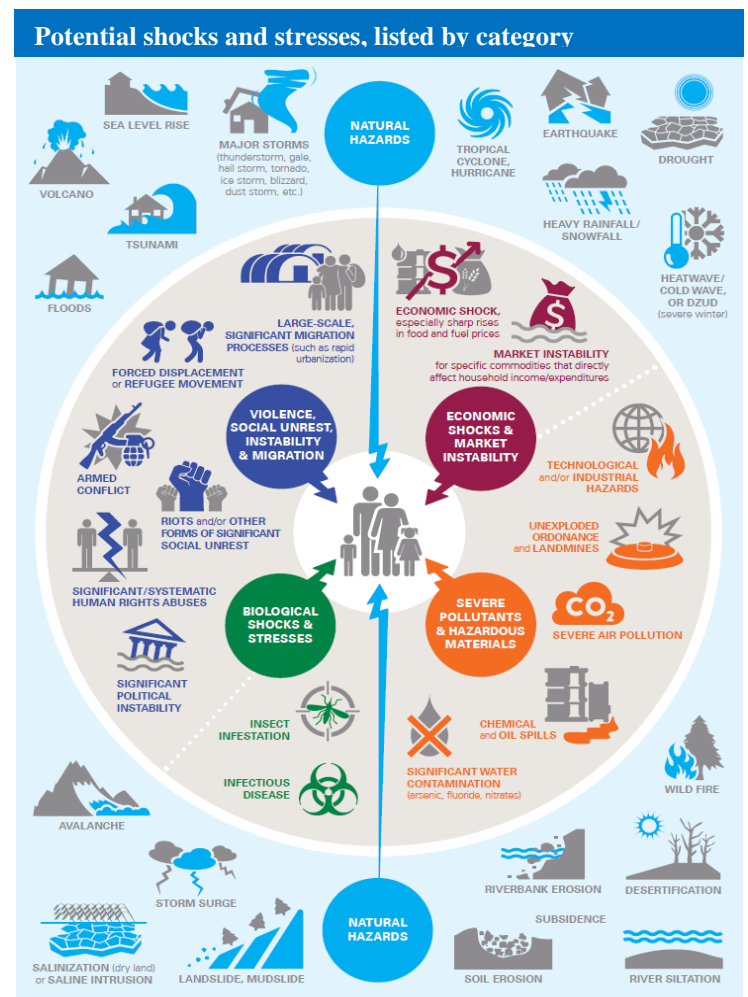 Potential shocks and stresses, listed by category
SEA LEVEL RISE
MAJOR STORMS
(thunderstorm, gale,
hail storm, tornado,
ice storm, blizzard,
dust storm, etc.)
NATURAL
HAZARDS
TROPICAL
CYCLONE,
HURRICANE
EARTHQUAKE
DROUGHT
VOLCANO
TSUNAMI
HEAVY RAINFALL/
SNOWFALL
FLOODS
HEATWAVE/
COLD WAVE,
OR DZUD
(severe winter)
LARGE-SCALE,
SIGNIFICANT MIGRATION
PROCESSES (such as rapid
urbanization)
FORCED DISPLACEMENT
or REFUGEE MOVEMENT
VIOLENCE,
SOCIAL UNREST,
INSTABILITY
& MIGRATION
ARMED
CONFLICT
RIOTS and/or OTHER
FORMS OF SIGNIFICANT
SOCIAL UNREST
SIGNIFICANT/SYSTEMATIC
HUMAN RIGHTS ABUSES
SIGNIFICANT
POLITICAL
INSTABILITY
$
ECONOMIC SHOCK,
especially sharp rises
in food and fuel prices
$
MARKET INSTABILITY
for specific commodities that directly
affect household income/expenditures
ECONOMIC
SHOCKS &
MARKET
INSTABILITY
TECHNOLOGICAL
and/or INDUSTRIAL
HAZARDS
UNEXPLODED
ORDONANCE
and LANDMINES
BIOLOGICAL
SHOCKS &
STRESSES
INSECT
INFESTATION
INFECTIOUS
DISEASE
SEVERE
POLLUTANTS
& HAZARDOUS
MATERIALS
CO2
SEVERE AIR POLLUTION
CHEMICAL
and OIL SPILLS
SIGNIFICANT WATER
CONTAMINATION
(arsenic, fluoride, nitrates)
WILD FIRE
AVALANCHE
STORM SURGE
RIVERBANK EROSION
DESERTIFICATION
NATURAL
HAZARDS
SUBSIDENCE
SALINIZATION (dry land)
or SALINE INTRUSION
LANDSLIDE, MUDSLIDE
SOIL EROSION
RIVER SILTATION